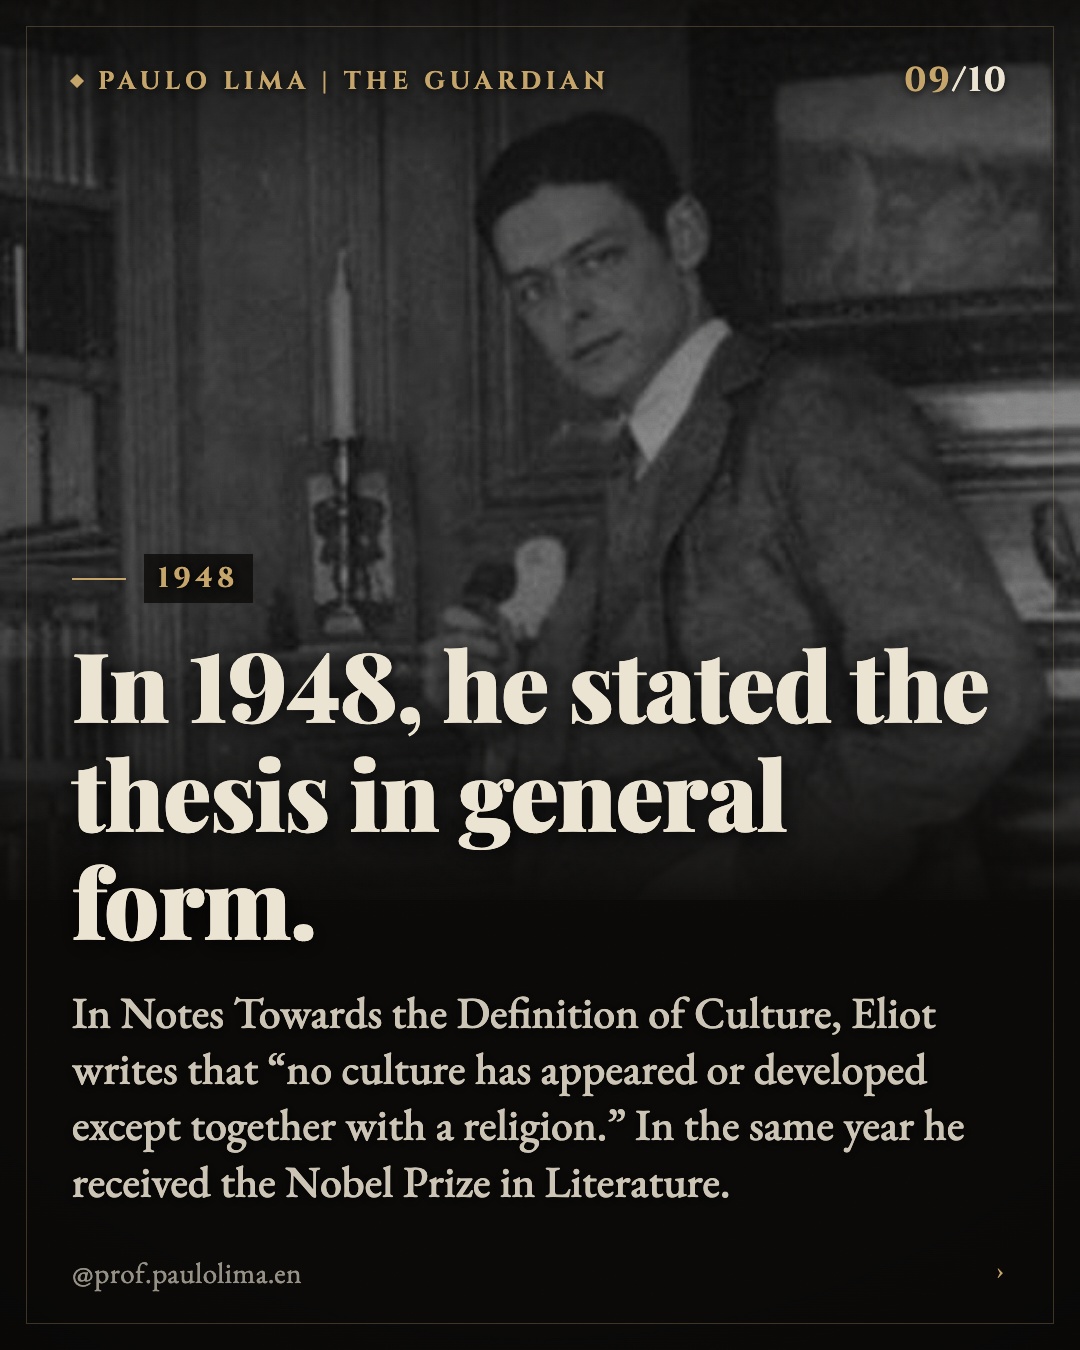 ◆ PAULO LIMA | THE GUARDIAN
09/10
1948
In 1948, he stated the
thesis in general
form.
In Notes Towards the Definition of Culture, Eliot
writes that “no culture has appeared or developed
except together with a religion.” In the same year he
received the Nobel Prize in Literature.
@prof.paulolima.en
›